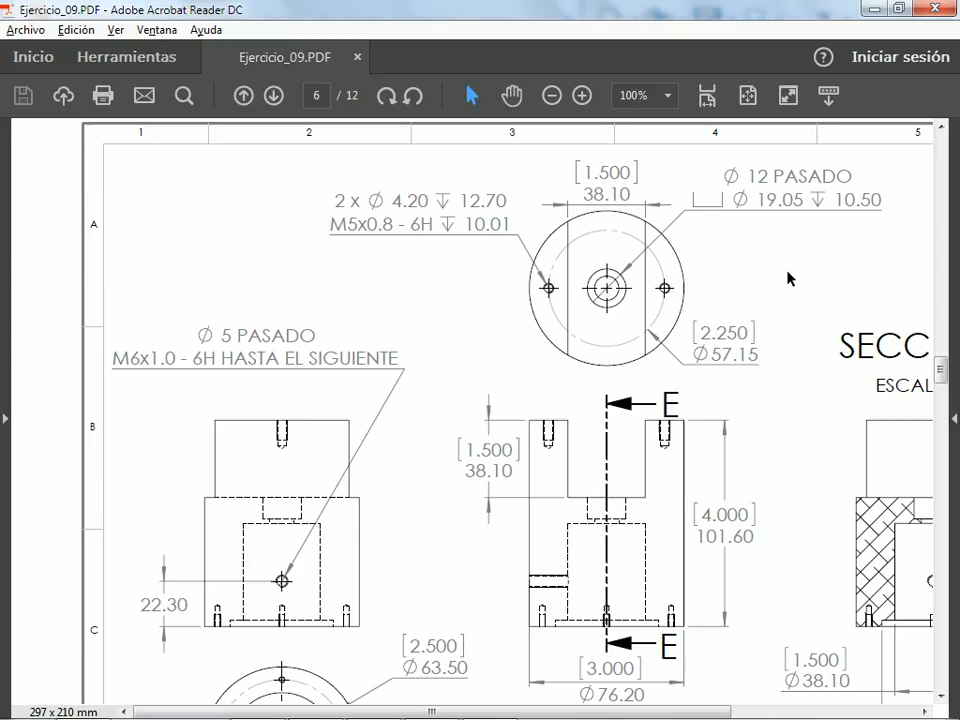 Ejercicio_09.PDF - Adobe Acrobat Reader DC
Archivo Edición Ver Ventana Ayuda
Inicio Herramientas Ejercicio_09.PDF × ? Iniciar sesión
6 / 12 100%
1 2 3 4 5
A
B
C
[1.500]
38.10
∅ 12 PASADO
⌴ ∅ 19.05 ↧ 10.50
2 x ∅ 4.20 ↧ 12.70
M5x0.8 - 6H ↧ 10.01
[2.250]
∅57.15
∅ 5 PASADO
M6x1.0 - 6H HASTA EL SIGUIENTE
SECC
ESCAL
E
[1.500]
38.10
[4.000]
101.60
22.30
E
[2.500]
∅63.50
[3.000]
∅76.20
[1.500]
∅38.10
297 x 210 mm